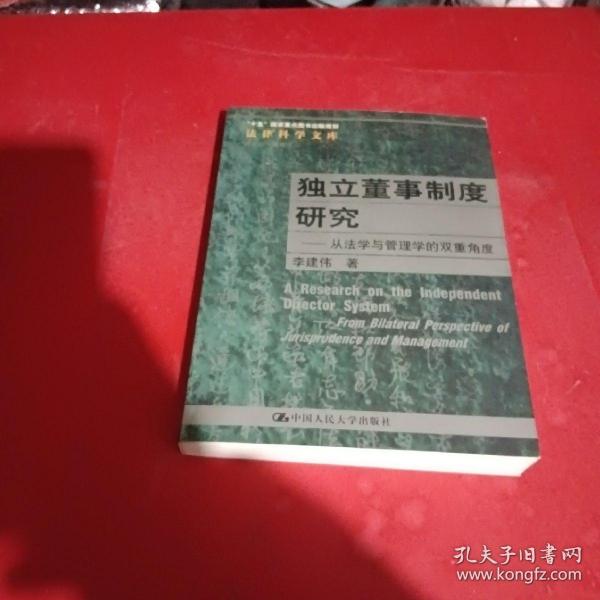 “十五”国家重点图书出版规划
法律科学文库
独立董事制度
研究
——从法学与管理学的双重角度
李建伟 著
A Research on the Independent
Director System
From Bilateral Perspective of
Jurisprudence and Management
中国人民大学出版社
孔夫子旧书网
www.kongfz.com